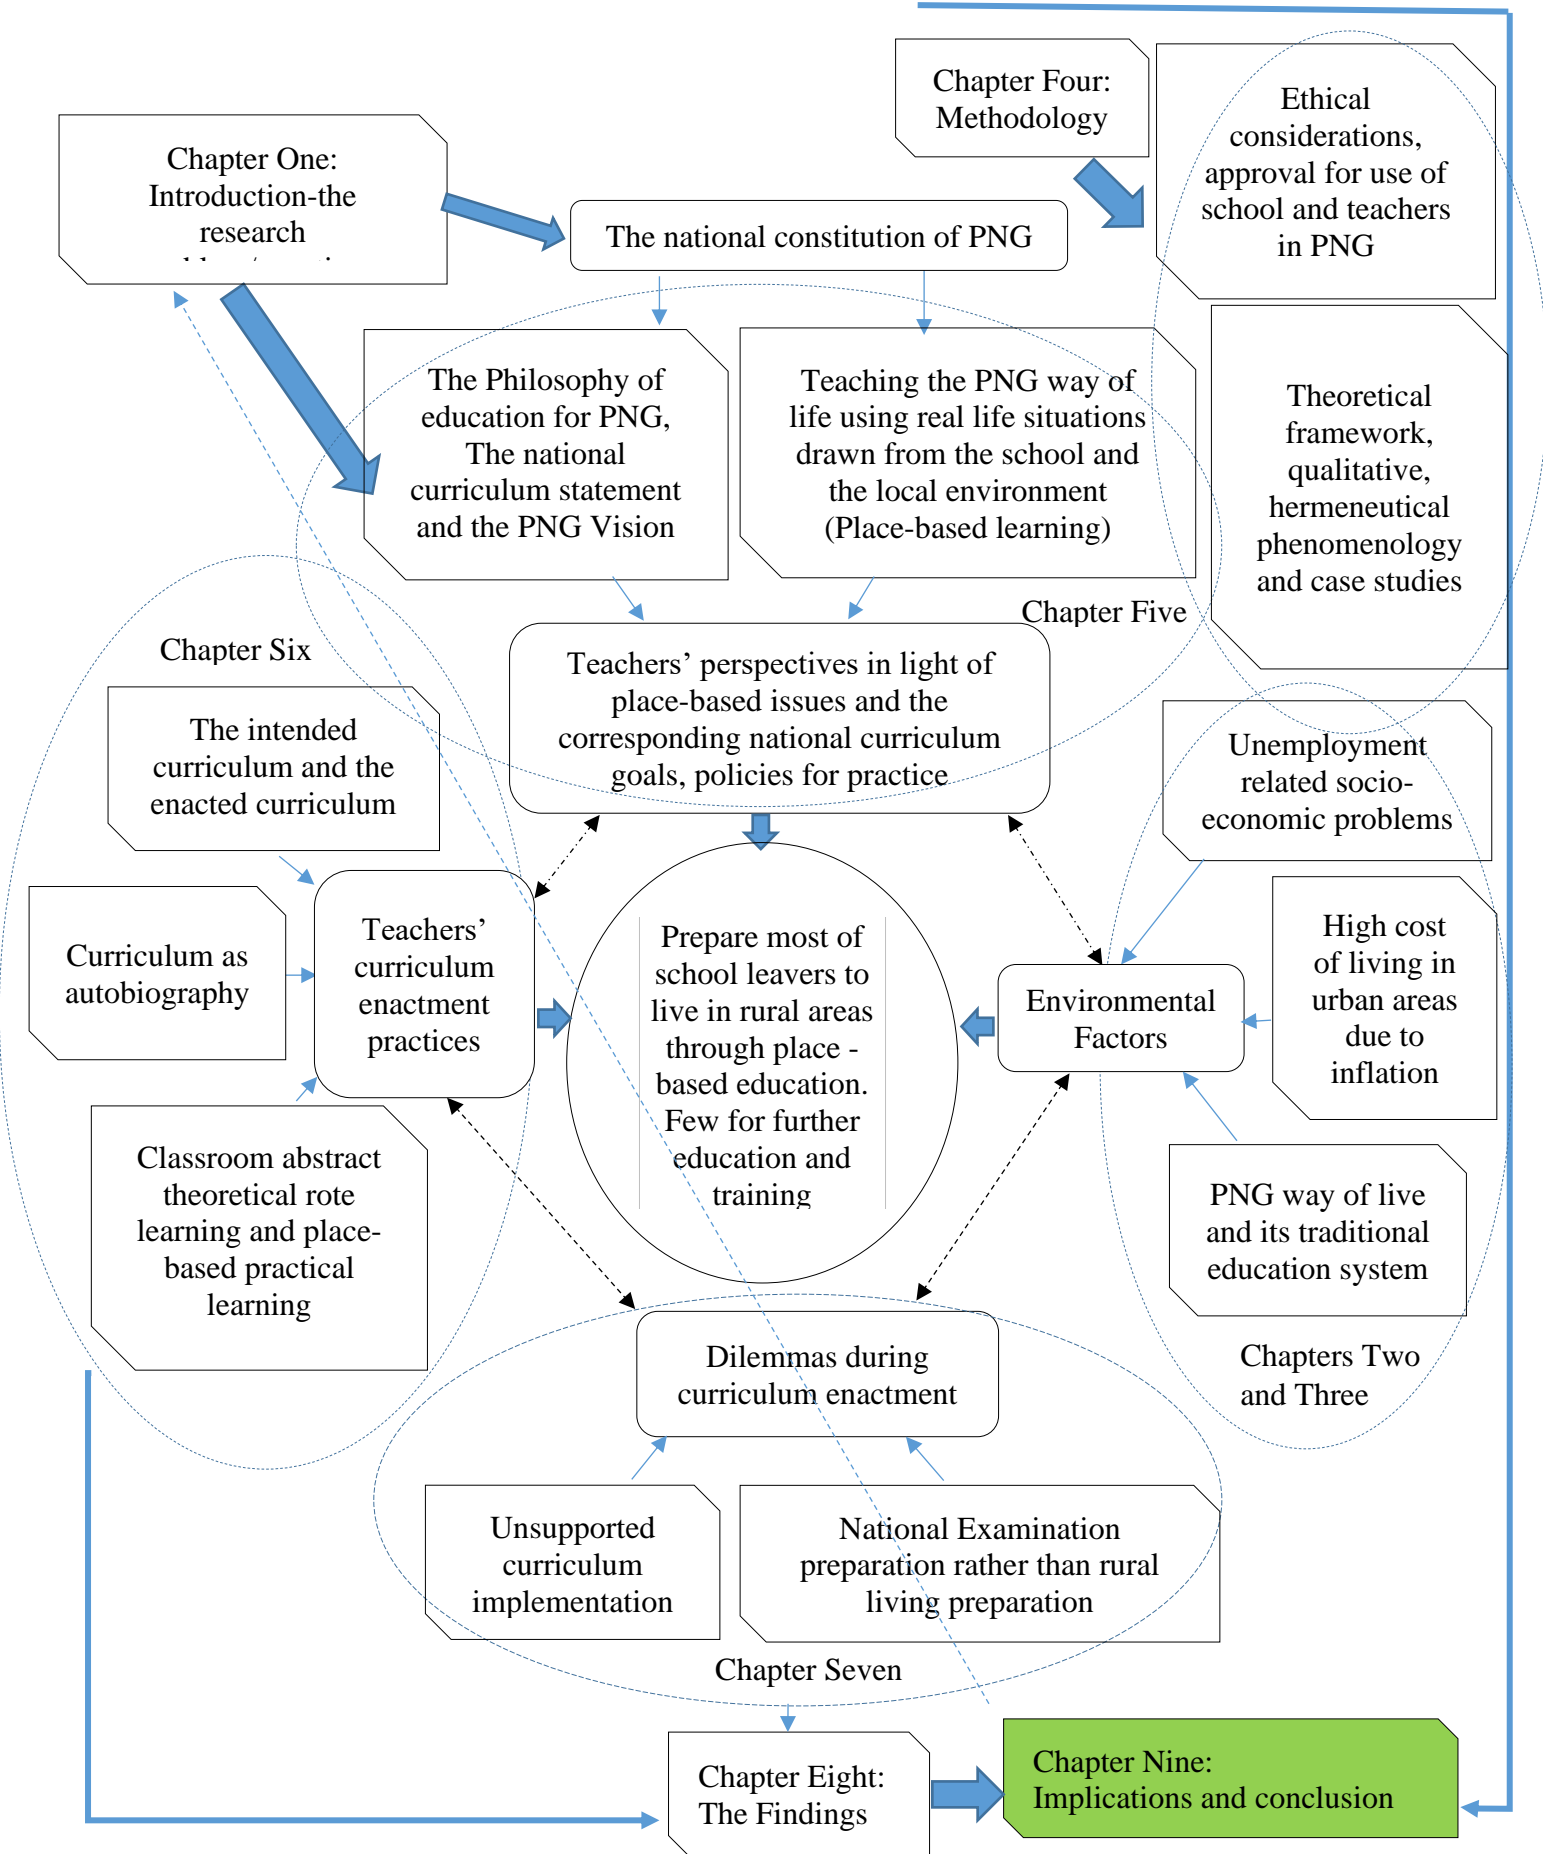 Chapter Four:
Methodology
Ethical
considerations,
approval for use of
school and teachers
in PNG
Chapter One:
Introduction-the
research
The national constitution of PNG
The Philosophy of
education for PNG,
The national
curriculum statement
and the PNG Vision
Teaching the PNG way of
life using real life situations
drawn from the school and
the local environment
(Place-based learning)
Theoretical
framework,
qualitative,
hermeneutical
phenomenology
and case studies
Chapter Five
Chapter Six
Teachers’ perspectives in light of
place-based issues and the
corresponding national curriculum
goals, policies for practice
The intended
curriculum and the
enacted curriculum
Unemployment
related socio-
economic problems
Curriculum as
autobiography
Teachers’
curriculum
enactment
practices
Prepare most of
school leavers to
live in rural areas
through place -
based education.
Few for further
education and
training
Environmental
Factors
High cost
of living in
urban areas
due to
inflation
Classroom abstract
theoretical rote
learning and place-
based practical
learning
PNG way of live
and its traditional
education system
Chapters Two
and Three
Dilemmas during
curriculum enactment
Unsupported
curriculum
implementation
National Examination
preparation rather than rural
living preparation
Chapter Seven
Chapter Eight:
The Findings
Chapter Nine:
Implications and conclusion